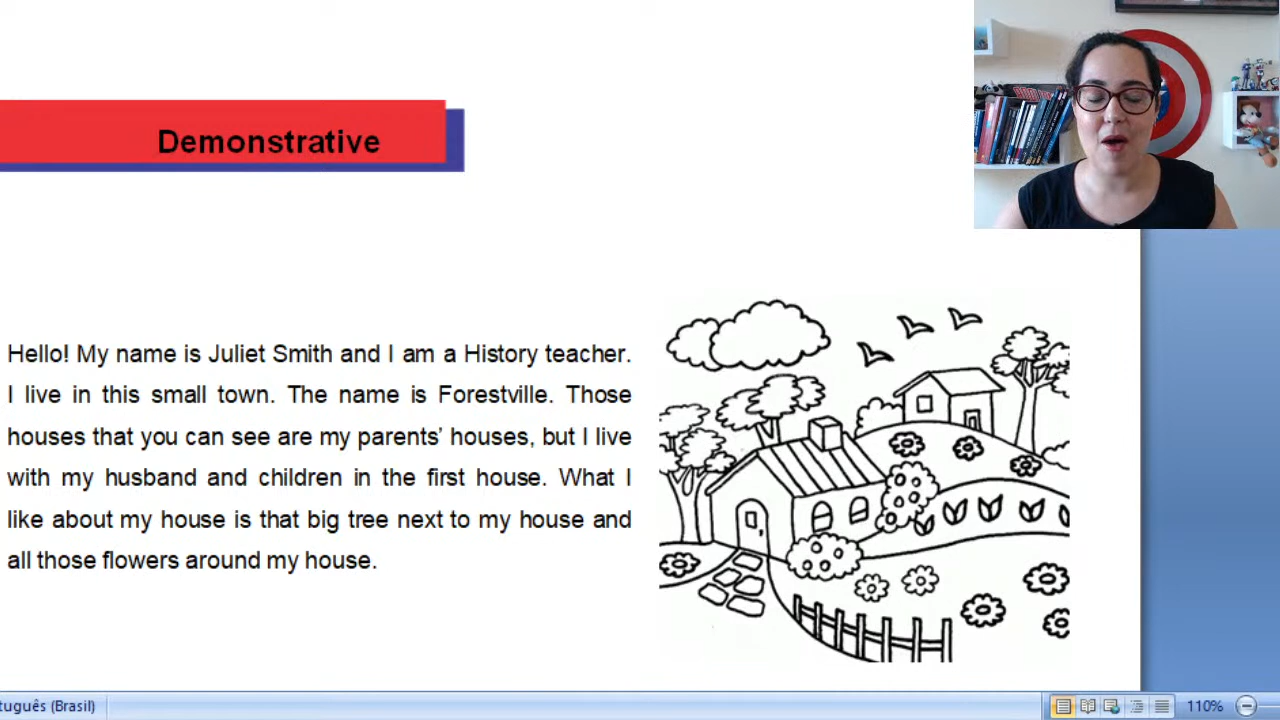 Demonstrative
Hello! My name is Juliet Smith and I am a History teacher.
I live in this small town. The name is Forestville. Those
houses that you can see are my parents’ houses, but I live
with my husband and children in the first house. What I
like about my house is that big tree next to my house and
all those flowers around my house.
tuguês (Brasil)
110%